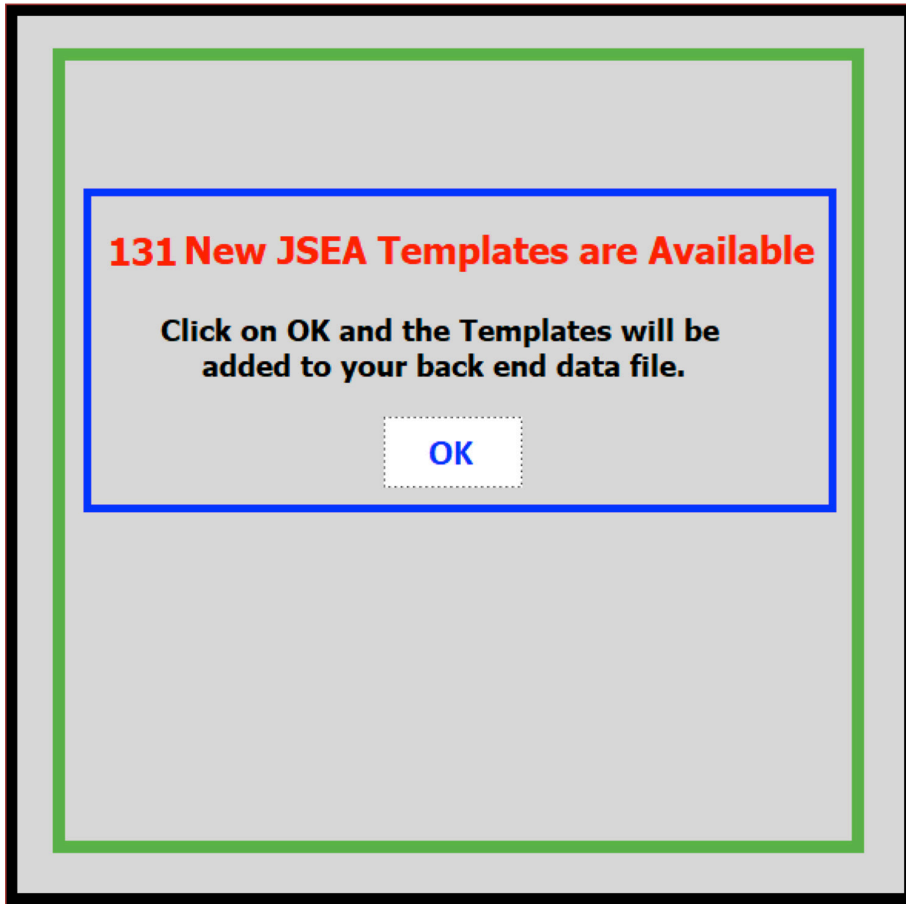 131 New JSEA Templates are Available
Click on OK and the Templates will be
added to your back end data file.
OK